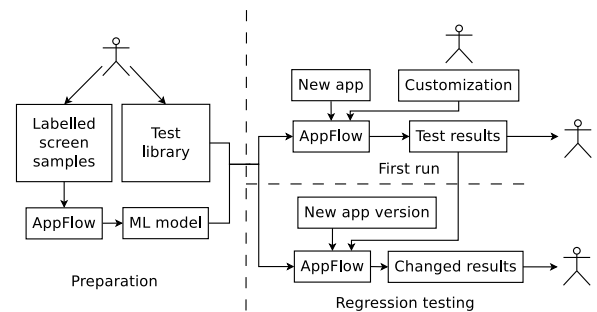 Labelled
screen
samples
Test
library
AppFlow
ML model
Preparation
New app
Customization
AppFlow
Test results
First run
New app version
AppFlow
Changed results
Regression testing